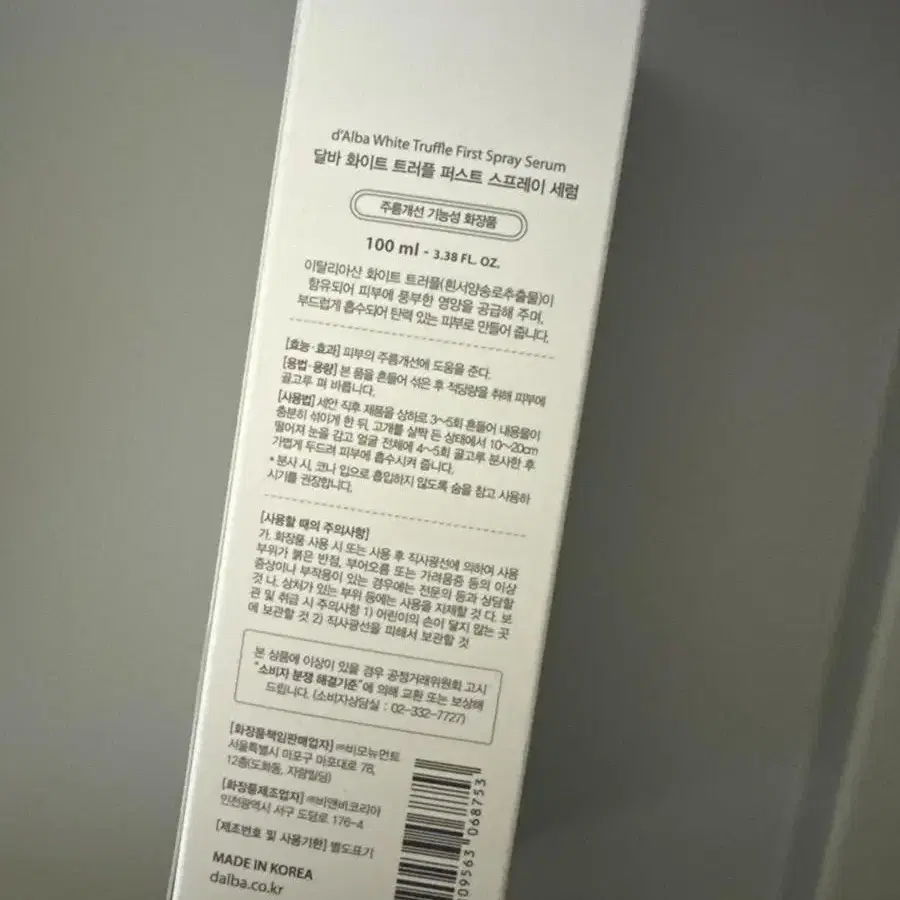 d'Alba White Truffle First Spray Serum
달바 화이트 트러플 퍼스트 스프레이 세럼
주름개선 기능성 화장품
100 ml - 3.38 FL. OZ.
이탈리아산 화이트 트러플(흰서양송로추출물)이
함유되어 피부에 풍부한 영양을 공급해 주며,
부드럽게 흡수되어 탄력 있는 피부로 만들어 줍니다.
[효능·효과] 피부의 주름개선에 도움을 준다.
[용법·용량] 본 품을 흔들어 섞은 후 적당량을 취해 피부에
골고루 펴 바릅니다.
[사용법] 세안 직후 제품을 상하로 3~5회 흔들어 내용물이
충분히 섞이게 한 뒤, 고개를 살짝 든 상태에서 10~20cm
떨어져 눈을 감고 얼굴 전체에 4~5회 골고루 분사한 후
가볍게 두드려 피부에 흡수시켜 줍니다.
* 분사 시, 코나 입으로 흡입하지 않도록 숨을 참고 사용하
시기를 권장합니다.
[사용할 때의 주의사항]
가. 화장품 사용 시 또는 사용 후 직사광선에 의하여 사용
부위가 붉은 반점, 부어오름 또는 가려움증 등의 이상
증상이나 부작용이 있는 경우에는 전문의 등과 상담할
것 나. 상처가 있는 부위 등에는 사용을 자제할 것 다. 보
관 및 취급 시 주의사항 1) 어린이의 손이 닿지 않는 곳
에 보관할 것 2) 직사광선을 피해서 보관할 것
본 상품에 이상이 있을 경우 공정거래위원회 고시
"소비자 분쟁 해결기준"에 의해 교환 또는 보상해
드립니다. (소비자상담실 : 02-332-7727)
[화장품책임판매업자] ㈜비모뉴먼트
서울특별시 마포구 마포대로 78,
12층(도화동, 자람빌딩)
[화장품제조업자] ㈜비앤비코리아
인천광역시 서구 도담로 176-4
[제조번호 및 사용기한] 별도표기
MADE IN KOREA
dalba.co.kr
09563 068753